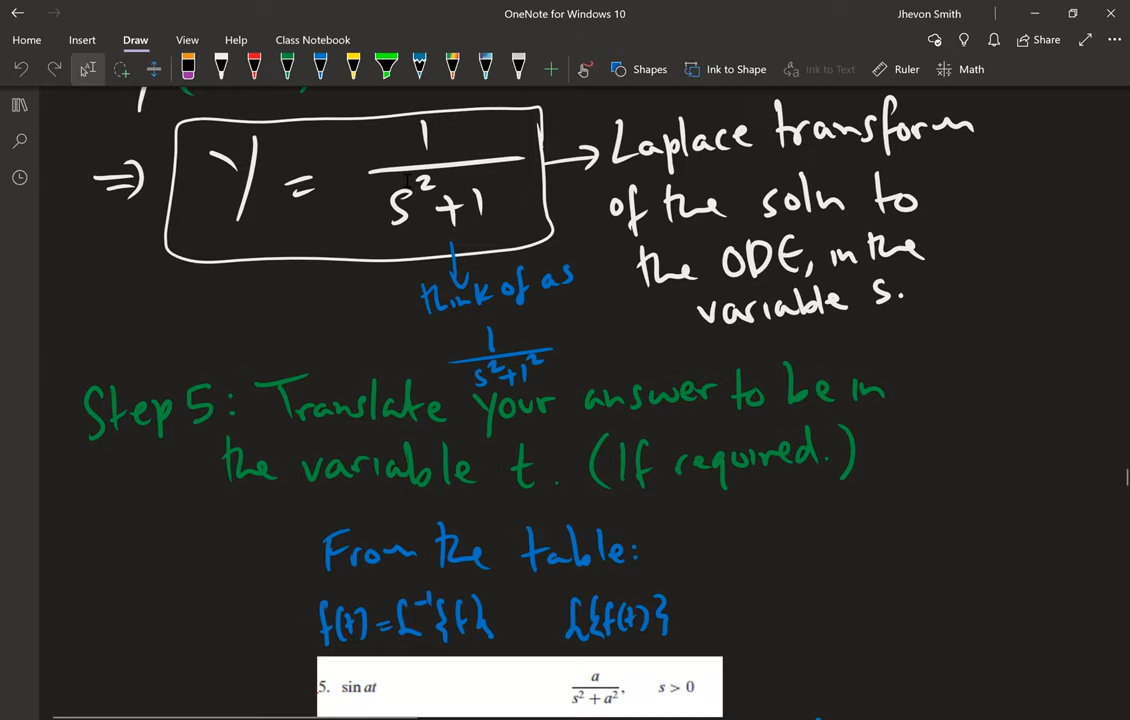 OneNote for Windows 10
Jhevon Smith
Home Insert Draw View Help Class Notebook
Share
Shapes Ink to Shape Ink to Text Ruler Math
⇒ Y = 1 / (s² + 1) → Laplace transform
of the soln to
the ODE, in the
variable s.
think of as
1 / (s² + 1²)
Step 5: Translate your answer to be in
the variable t. (If required.)
From the table:
f(t) = ℒ⁻¹{f} ℒ{f(t)}
5. sin at a / (s² + a²), s > 0